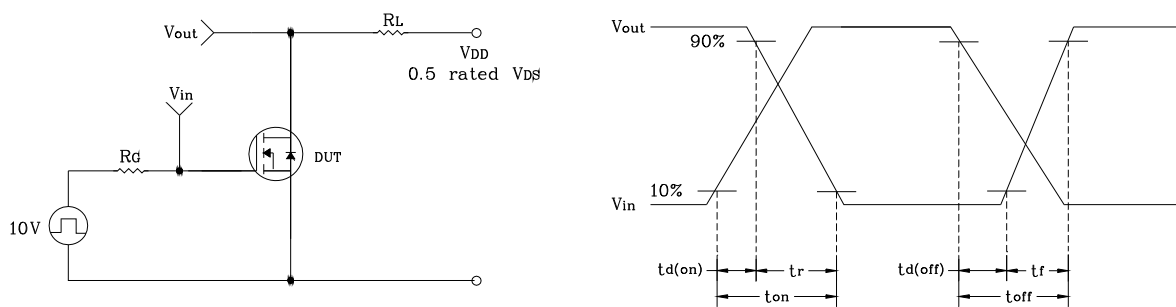 Vout
RL
VDD
0.5 rated VDS
Vin
RG
DUT
10V
Vout
90%
10%
Vin
td(on)
tr
td(off)
tf
ton
toff